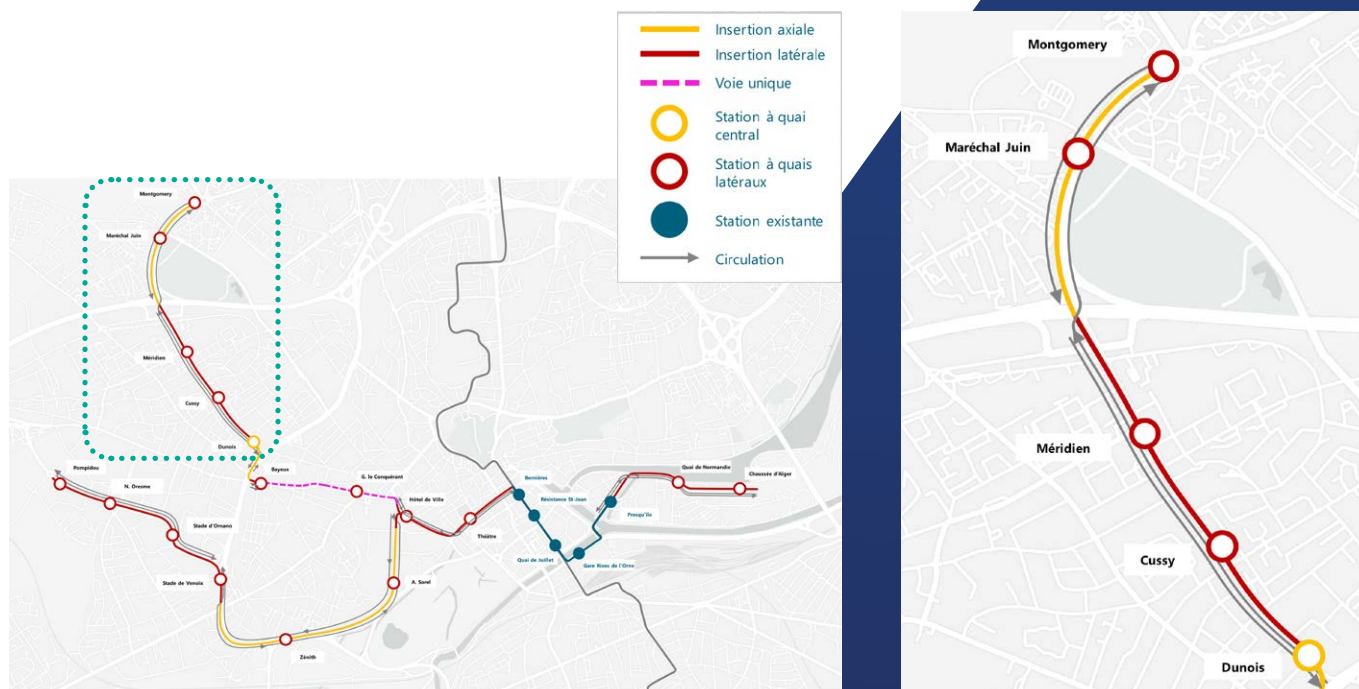 Insertion axiale
Insertion latérale
Voie unique
Station à quai
central
Station à quais
latéraux
Station existante
Circulation
Montgomery
Maréchal Juin
Méridien
Cussy
Dunois
Pompidou
N. Oresme
Stade d'Ornano
Stade de Venoix
Bayeux
G. le Conquérant
Hôtel de Ville
A. Sorel
Zénith
Théâtre
Bernières
Résistance St-Jean
Quai de Juillet
Gare Rives de l'Orne
Presqu'île
Quai de Normandie
Chaussée d'Alger
Montgomery
Maréchal Juin
Méridien
Cussy
Dunois